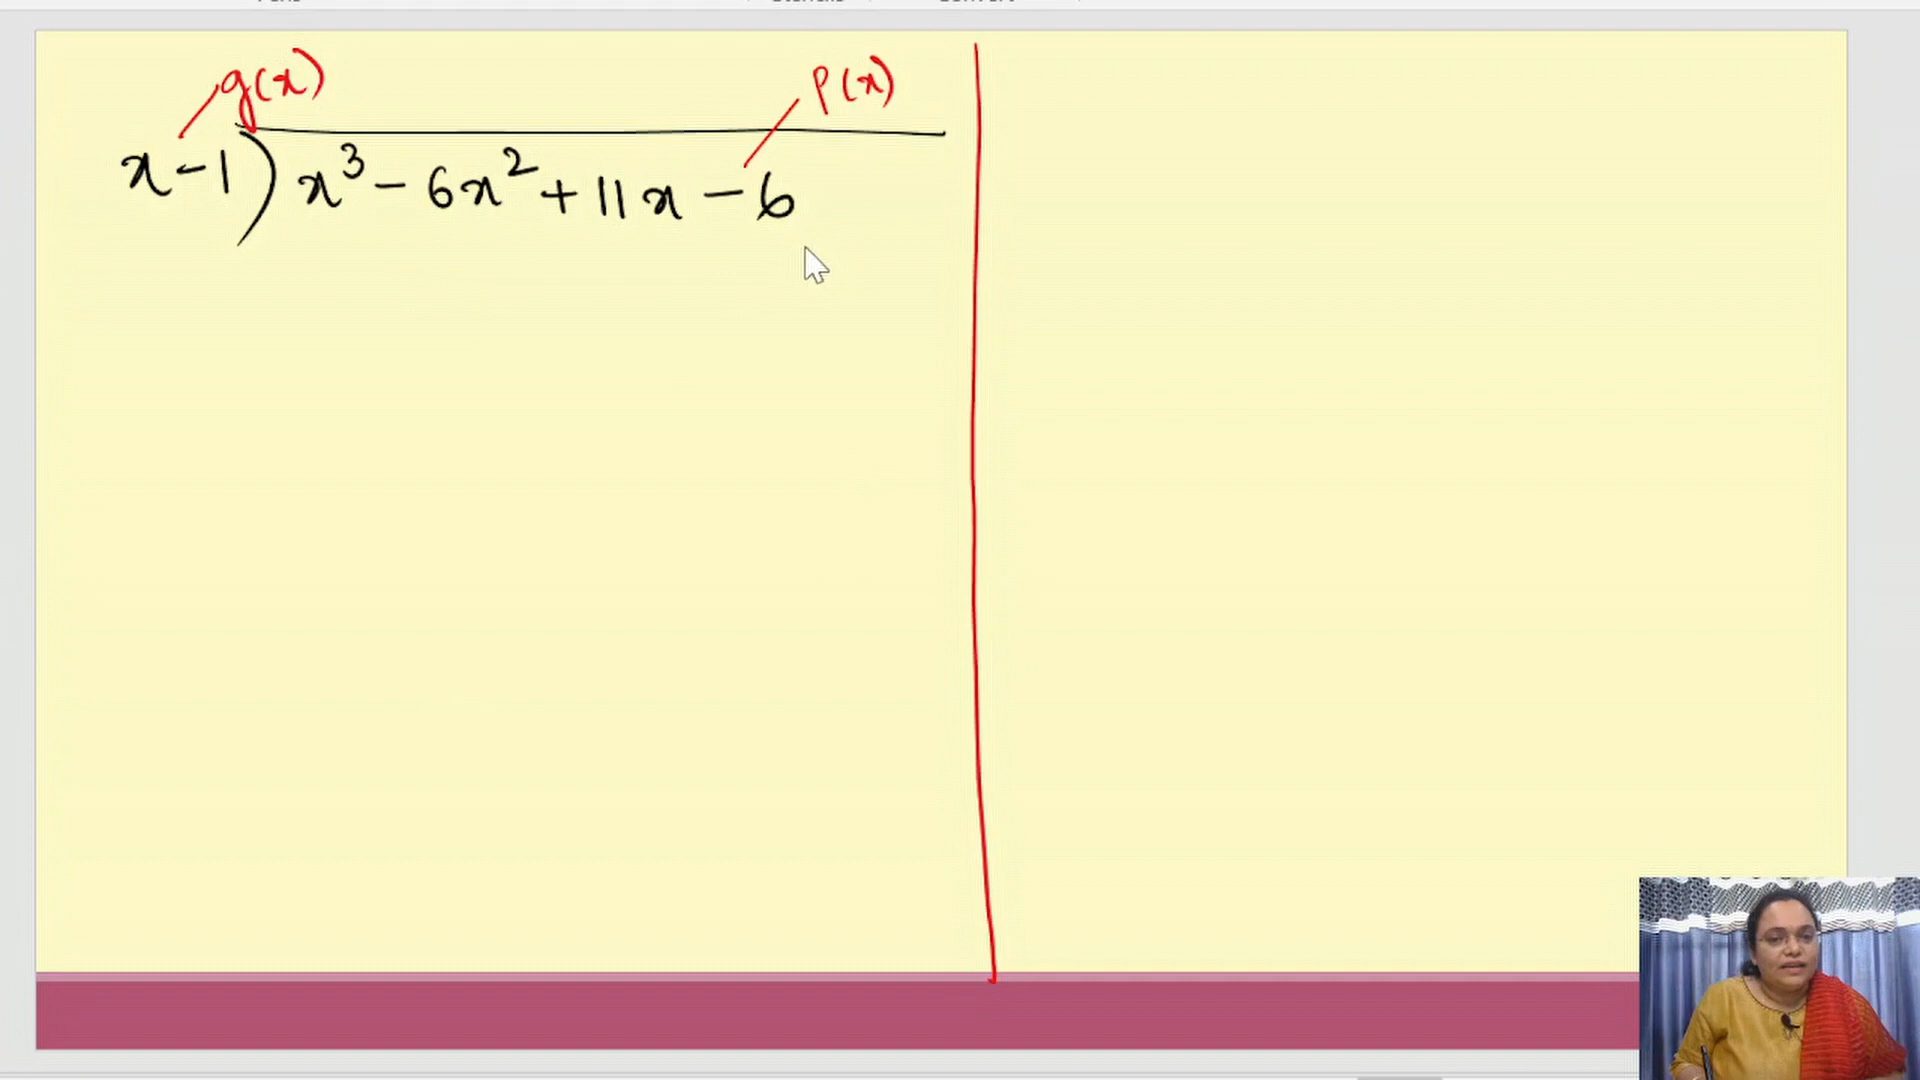 g(x)
p(x)
x-1) x³ - 6x² + 11x - 6